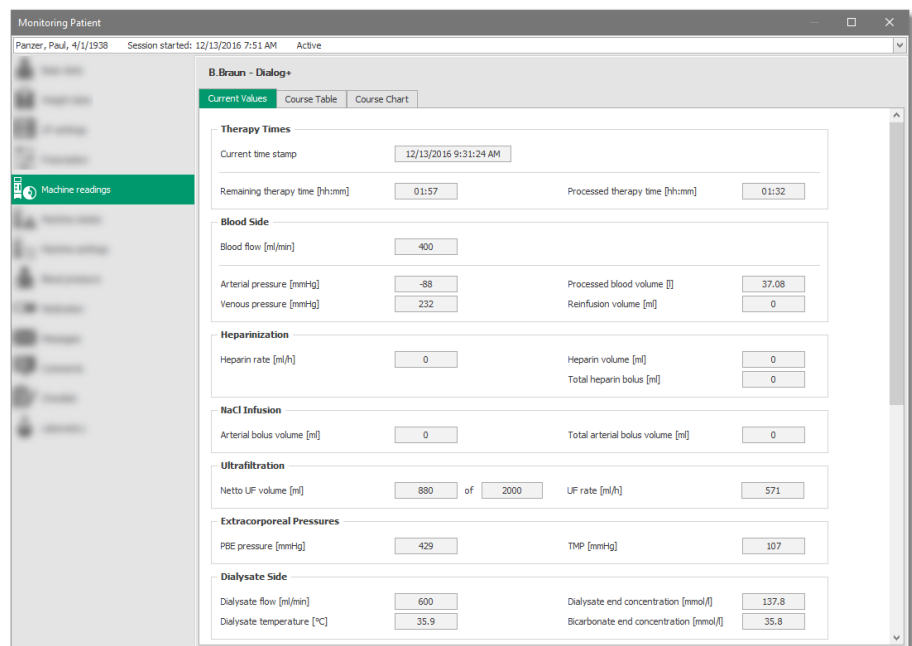 Monitoring Patient
Panzer, Paul, 4/1/1938 Session started: 12/13/2016 7:51 AM Active
B.Braun - Dialog+
Current Values Course Table Course Chart
Therapy Times
Current time stamp 12/13/2016 9:31:24 AM
Machine readings
Remaining therapy time [hh:mm] 01:57 Processed therapy time [hh:mm] 01:32
Blood Side
Blood flow [ml/min] 400
Arterial pressure [mmHg] -88 Processed blood volume [l] 37.08
Venous pressure [mmHg] 232 Reinfusion volume [ml] 0
Heparinization
Heparin rate [ml/h] 0 Heparin volume [ml] 0
Total heparin bolus [ml] 0
NaCl Infusion
Arterial bolus volume [ml] 0 Total arterial bolus volume [ml] 0
Ultrafiltration
Netto UF volume [ml] 880 of 2000 UF rate [ml/h] 571
Extracorporeal Pressures
PBE pressure [mmHg] 429 TMP [mmHg] 107
Dialysate Side
Dialysate flow [ml/min] 600 Dialysate end concentration [mmol/l] 137.8
Dialysate temperature [°C] 35.9 Bicarbonate end concentration [mmol/l] 35.8